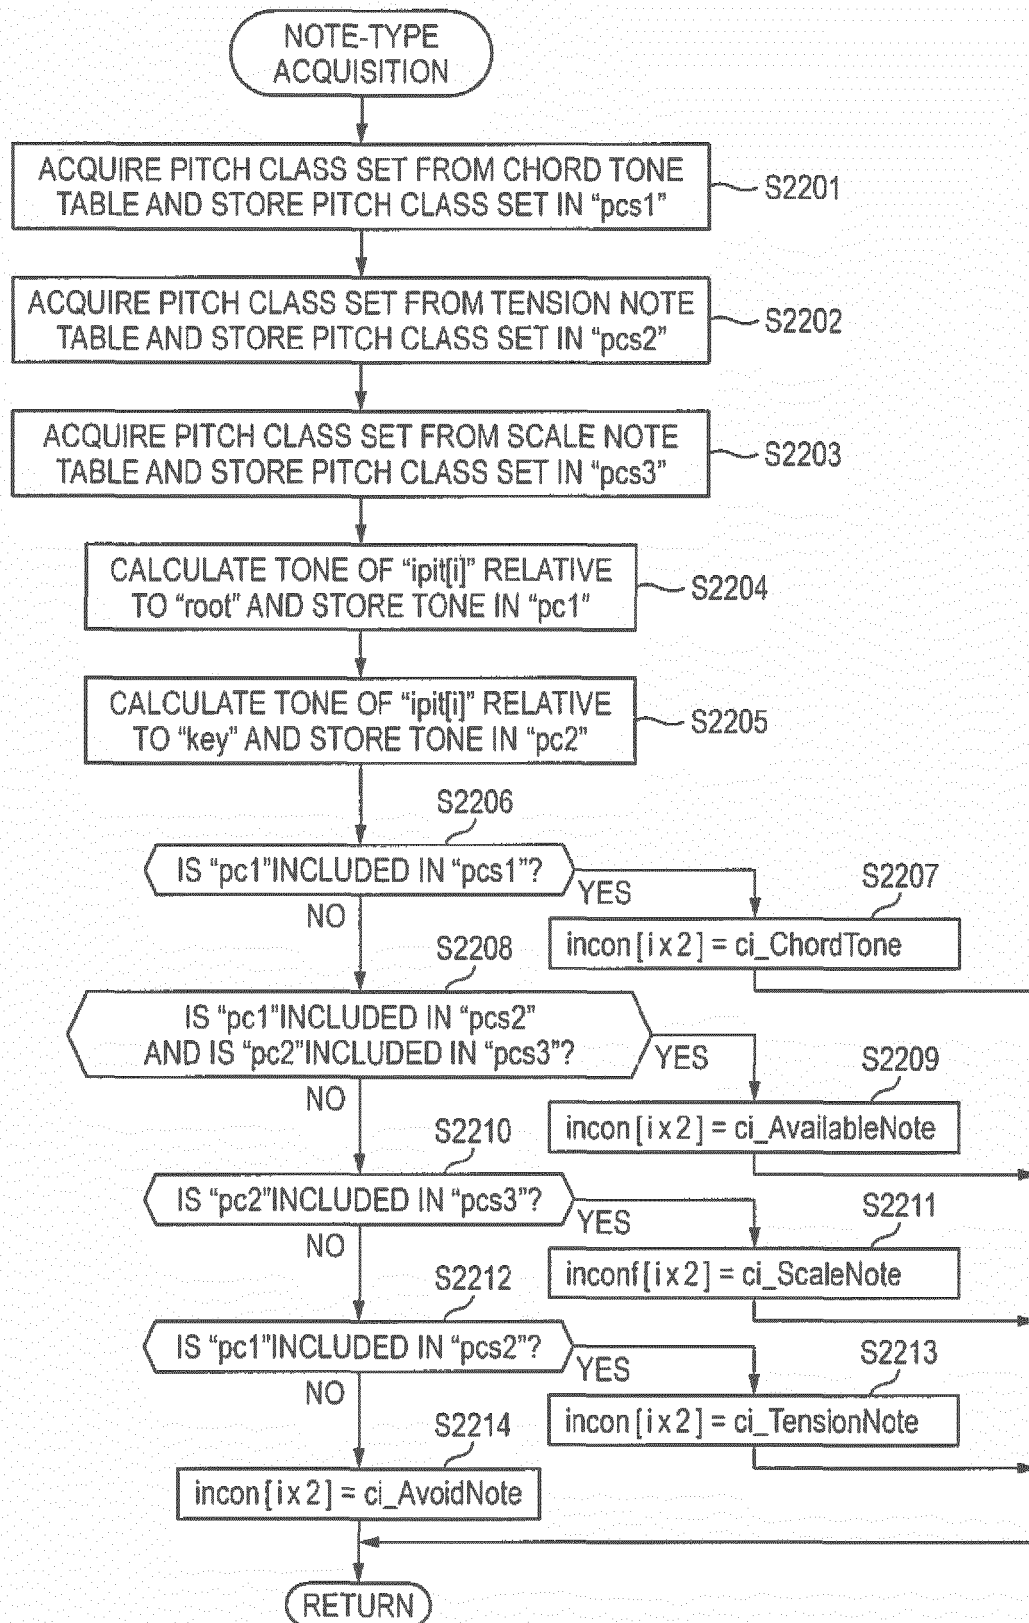 NOTE-TYPE
ACQUISITION
ACQUIRE PITCH CLASS SET FROM CHORD TONE
TABLE AND STORE PITCH CLASS SET IN “pcs1”
S2201
ACQUIRE PITCH CLASS SET FROM TENSION NOTE
TABLE AND STORE PITCH CLASS SET IN “pcs2”
S2202
ACQUIRE PITCH CLASS SET FROM SCALE NOTE
TABLE AND STORE PITCH CLASS SET IN “pcs3”
S2203
CALCULATE TONE OF “ipit[i]” RELATIVE
TO “root” AND STORE TONE IN “pc1”
S2204
CALCULATE TONE OF “ipit[i]” RELATIVE
TO “key” AND STORE TONE IN “pc2”
S2205
S2206
IS “pc1”INCLUDED IN “pcs1”?
YES
NO
S2207
incon[i x 2] = ci_ChordTone
S2208
IS “pc1”INCLUDED IN “pcs2”
AND IS “pc2”INCLUDED IN “pcs3”?
YES
NO
S2209
incon[i x 2] = ci_AvailableNote
S2210
IS “pc2”INCLUDED IN “pcs3”?
YES
NO
S2211
inconf[i x 2] = ci_ScaleNote
S2212
IS “pc1”INCLUDED IN “pcs2”?
YES
NO
S2213
incon[i x 2] = ci_TensionNote
S2214
incon[i x 2] = ci_AvoidNote
RETURN